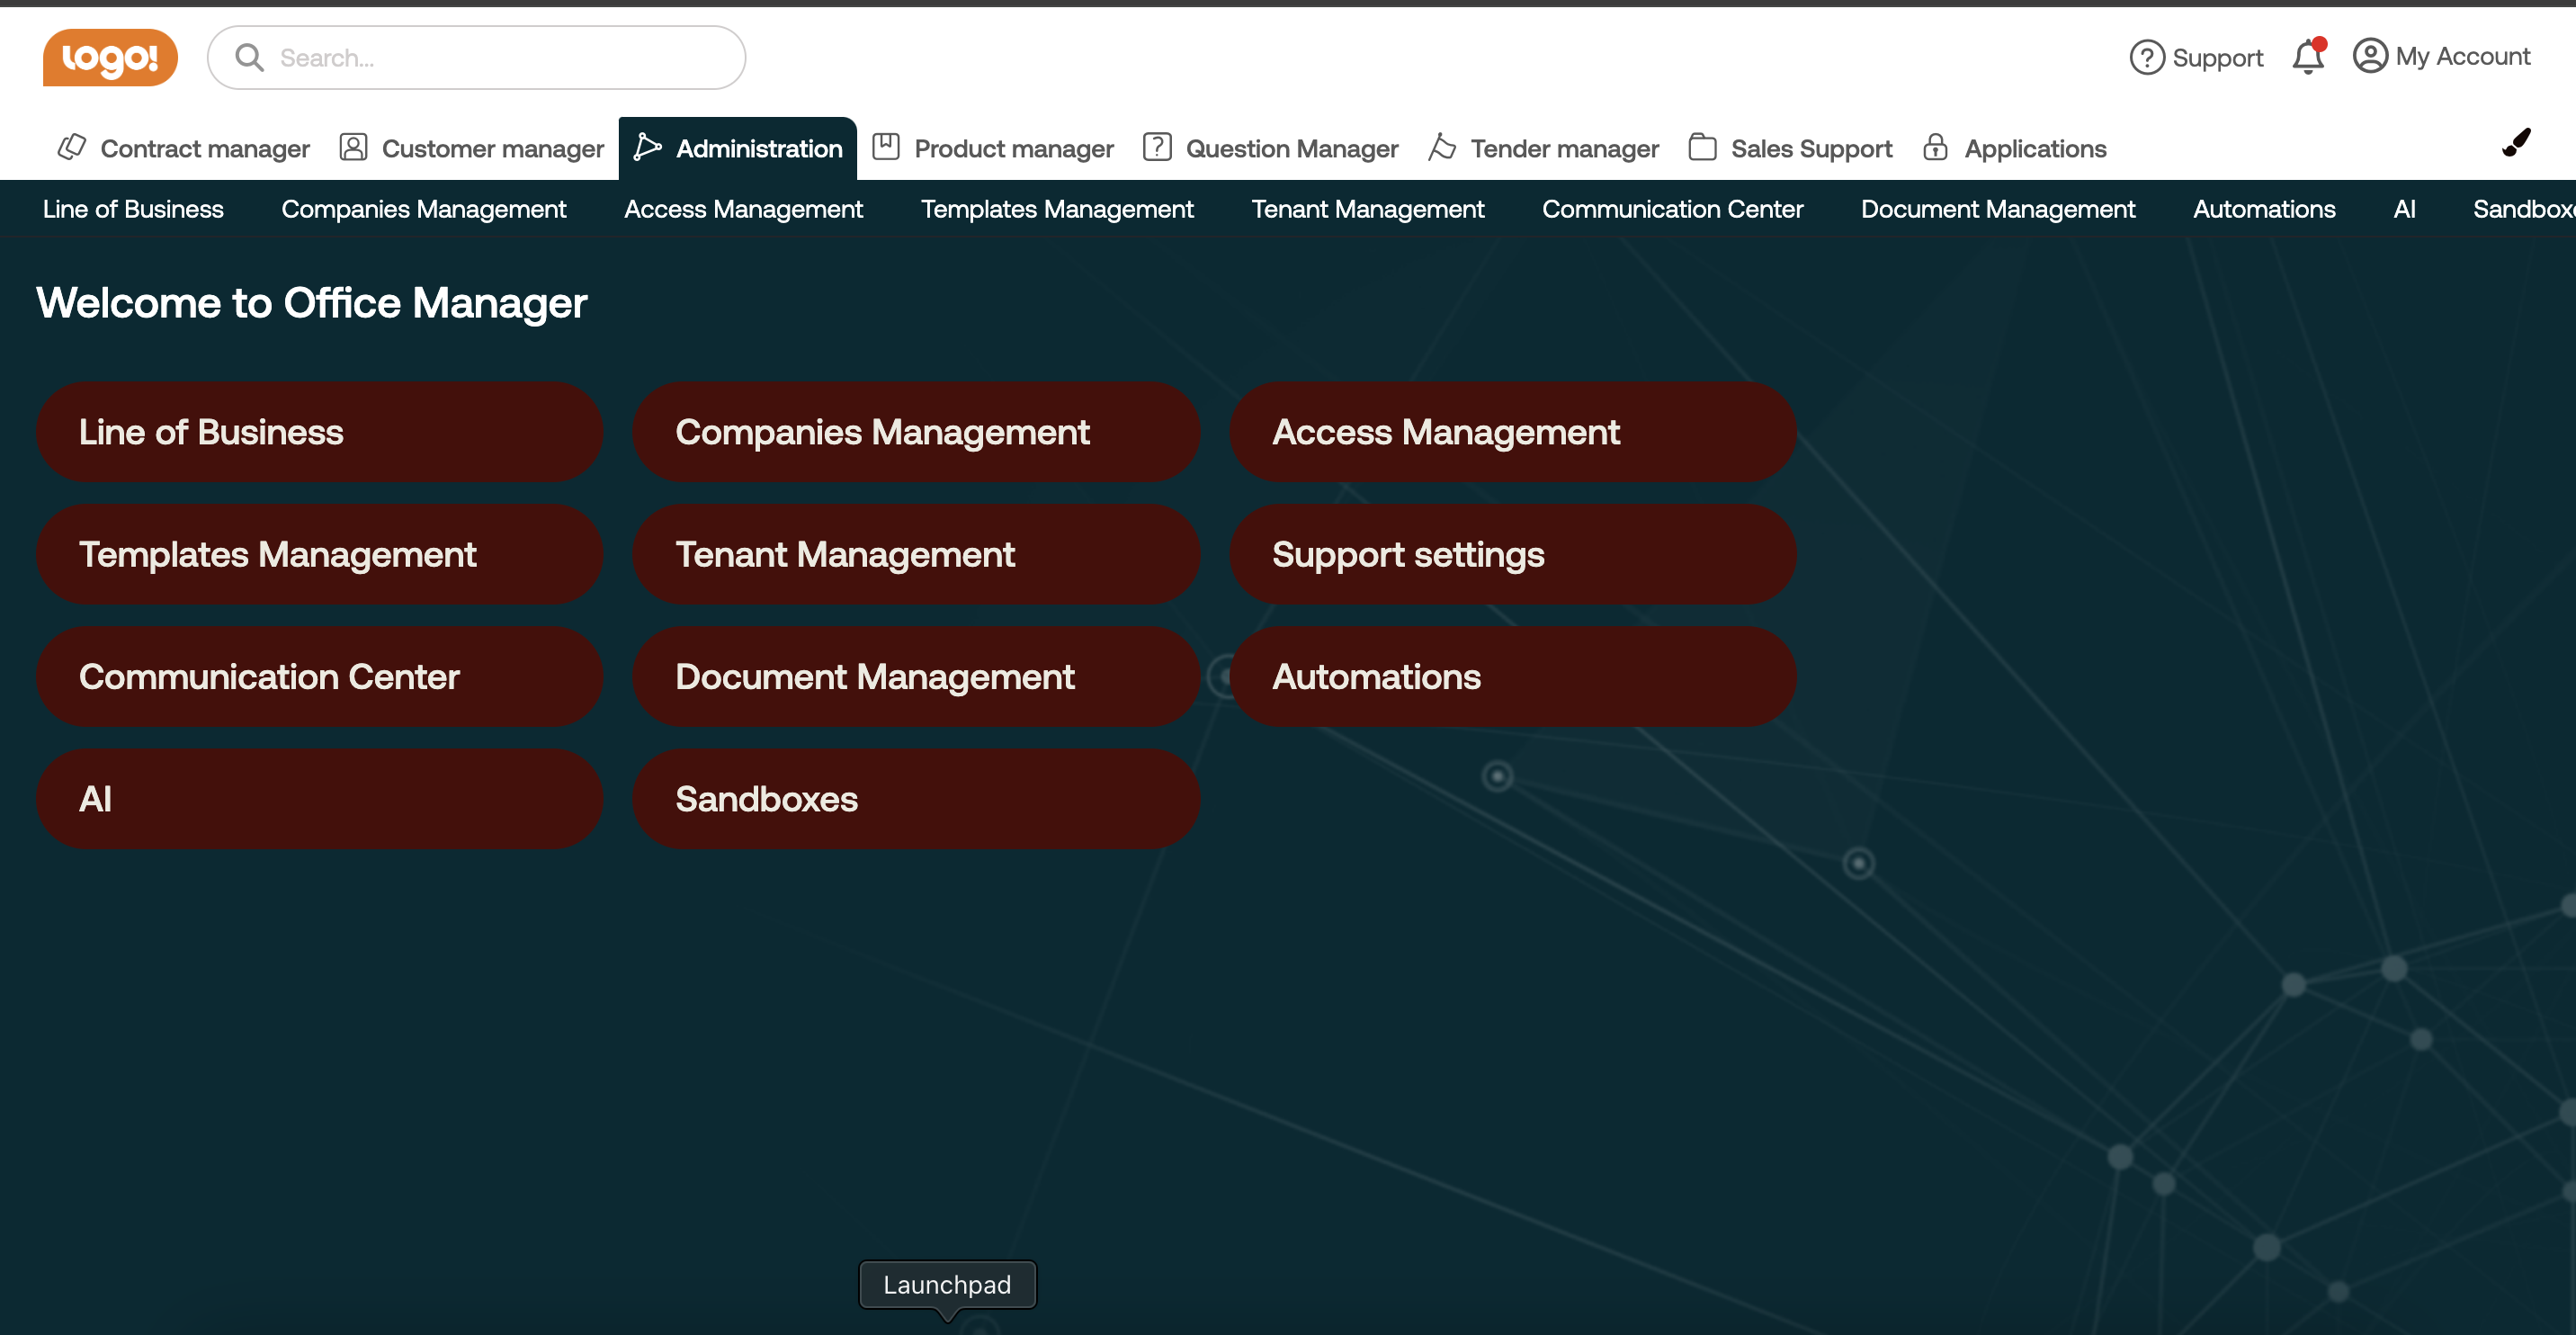 logo!
Search...
Support
My Account
Contract manager
Customer manager
Administration
Product manager
Question Manager
Tender manager
Sales Support
Applications
Line of Business
Companies Management
Access Management
Templates Management
Tenant Management
Communication Center
Document Management
Automations
AI
Welcome to Office Manager
Line of Business
Companies Management
Access Management
Templates Management
Tenant Management
Support settings
Communication Center
Document Management
Automations
AI
Sandboxes
Launchpad